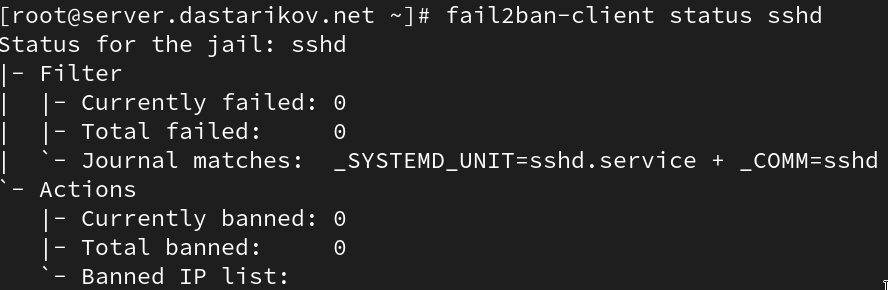 [root@server.dastarikov.net ~]# fail2ban-client status sshd
Status for the jail: sshd
|- Filter
|  |- Currently failed: 0
|  |- Total failed:     0
|  `- Journal matches:  _SYSTEMD_UNIT=sshd.service + _COMM=sshd
`- Actions
   |- Currently banned: 0
   |- Total banned:     0
   `- Banned IP list: